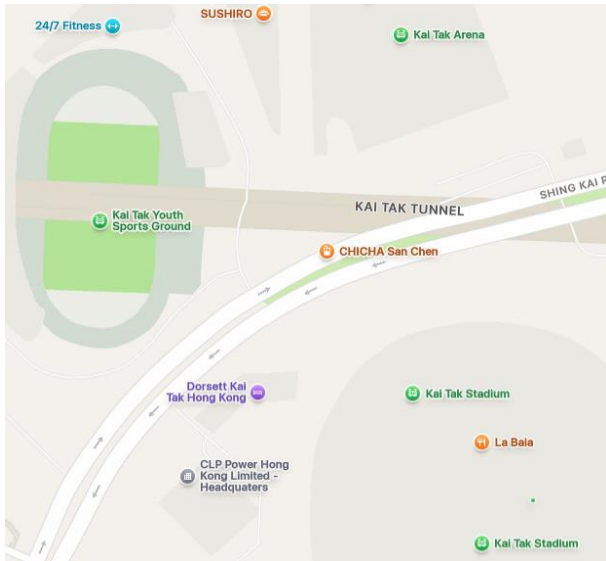 SUSHIRO
24/7 Fitness
Kai Tak Arena
SHING KAI R
KAI TAK TUNNEL
Kai Tak Youth
Sports Ground
CHICHA San Chen
Dorsett Kai
Tak Hong Kong
Kai Tak Stadium
La Baia
CLP Power Hong
Kong Limited -
Headquaters
Kai Tak Stadium